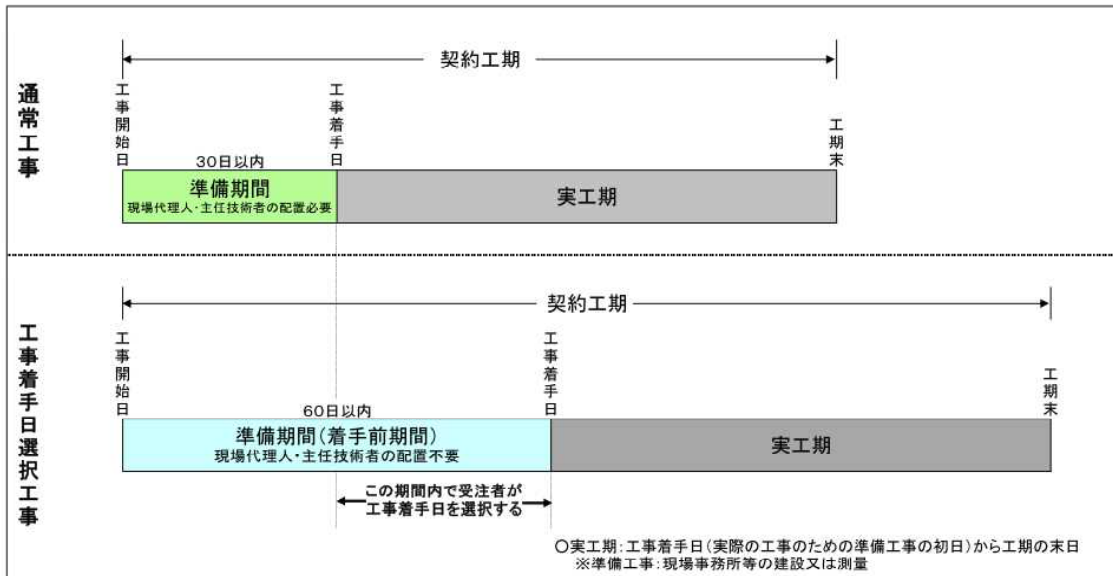 通常工事
契約工期
工事開始日
工事着手日
工期末
30日以内
準備期間
現場代理人・主任技術者の配置必要
実工期
工事着手日選択工事
契約工期
工事開始日
工事着手日
工期末
60日以内
準備期間(着手前期間)
現場代理人・主任技術者の配置不要
実工期
この期間内で受注者が
工事着手日を選択する
○実工期:工事着手日(実際の工事のための準備工事の初日)から工期の末日
※準備工事:現場事務所等の建設又は測量